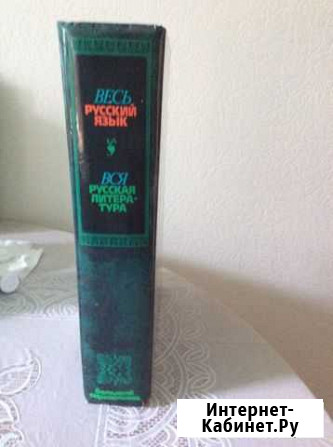 ВЕСЬ
РУССКИЙ
ЯЗЫК
ВСЯ
РУССКАЯ
ЛИТЕРА-
ТУРА
Интернет-
Кабинет.Ру